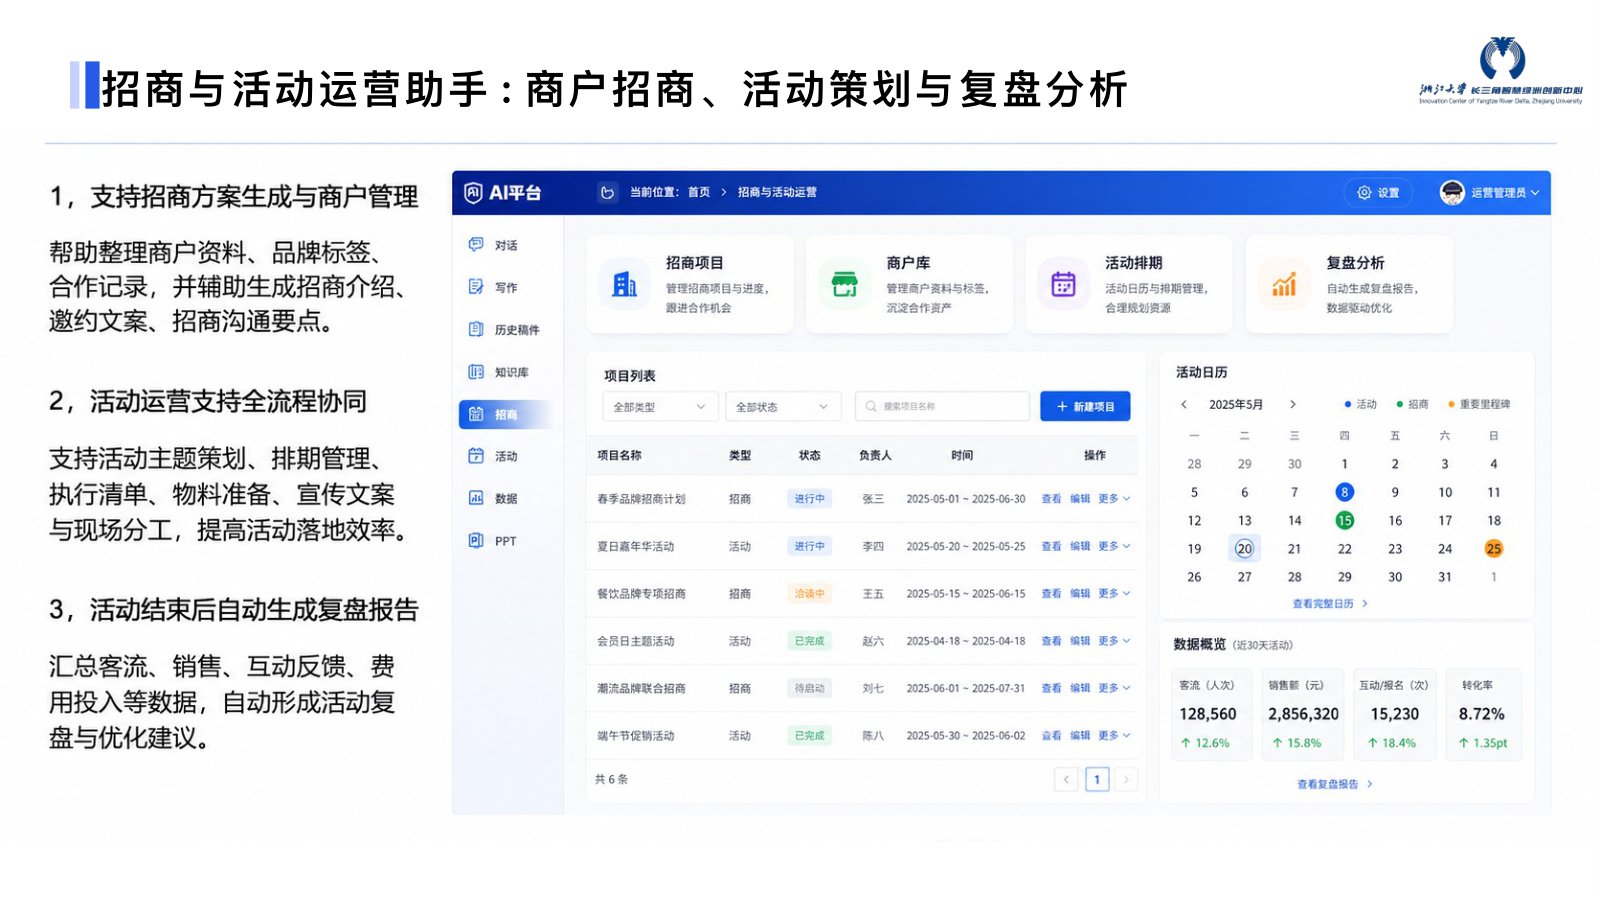 招商与活动运营助手:商户招商、活动策划与复盘分析
浙江大学 长三角智慧绿洲创新中心
Innovation Center of Yangtze River Delta, Zhejiang University
1，支持招商方案生成与商户管理
帮助整理商户资料、品牌标签、
合作记录，并辅助生成招商介绍、
邀约文案、招商沟通要点。
2，活动运营支持全流程协同
支持活动主题策划、排期管理、
执行清单、物料准备、宣传文案
与现场分工，提高活动落地效率。
3，活动结束后自动生成复盘报告
汇总客流、销售、互动反馈、费
用投入等数据，自动形成活动复
盘与优化建议。
AI平台
当前位置： 首页 > 招商与活动运营
设置
运营管理员
对话
写作
历史稿件
知识库
招商
活动
数据
PPT
招商项目
管理招商项目与进度，
跟进合作机会
商户库
管理商户资料与标签，
沉淀合作资产
活动排期
活动日历与排期管理，
合理规划资源
复盘分析
自动生成复盘报告，
数据驱动优化
项目列表
全部类型 全部状态 搜索项目名称 + 新建项目
项目名称 类型 状态 负责人 时间 操作
春季品牌招商计划 招商 进行中 张三 2025-05-01 ~ 2025-06-30 查看 编辑 更多
夏日嘉年华活动 活动 进行中 李四 2025-05-20 ~ 2025-05-25 查看 编辑 更多
餐饮品牌专项招商 招商 洽谈中 王五 2025-05-15 ~ 2025-06-15 查看 编辑 更多
会员日主题活动 活动 已完成 赵六 2025-04-18 ~ 2025-04-18 查看 编辑 更多
潮流品牌联合招商 招商 待启动 刘七 2025-06-01 ~ 2025-07-31 查看 编辑 更多
端午节促销活动 活动 已完成 陈八 2025-05-30 ~ 2025-06-02 查看 编辑 更多
共 6 条
< 1 >
活动日历
< 2025年5月 > 活动 招商 重要里程碑
一 二 三 四 五 六 日
28 29 30 1 2 3 4
5 6 7 8 9 10 11
12 13 14 15 16 17 18
19 20 21 22 23 24 25
26 27 28 29 30 31 1
查看完整日历 >
数据概览（近30天活动）
客流（人次） 销售额（元） 互动/报名（次） 转化率
128,560 2,856,320 15,230 8.72%
↑ 12.6% ↑ 15.8% ↑ 18.4% ↑ 1.35pt
查看复盘报告 >